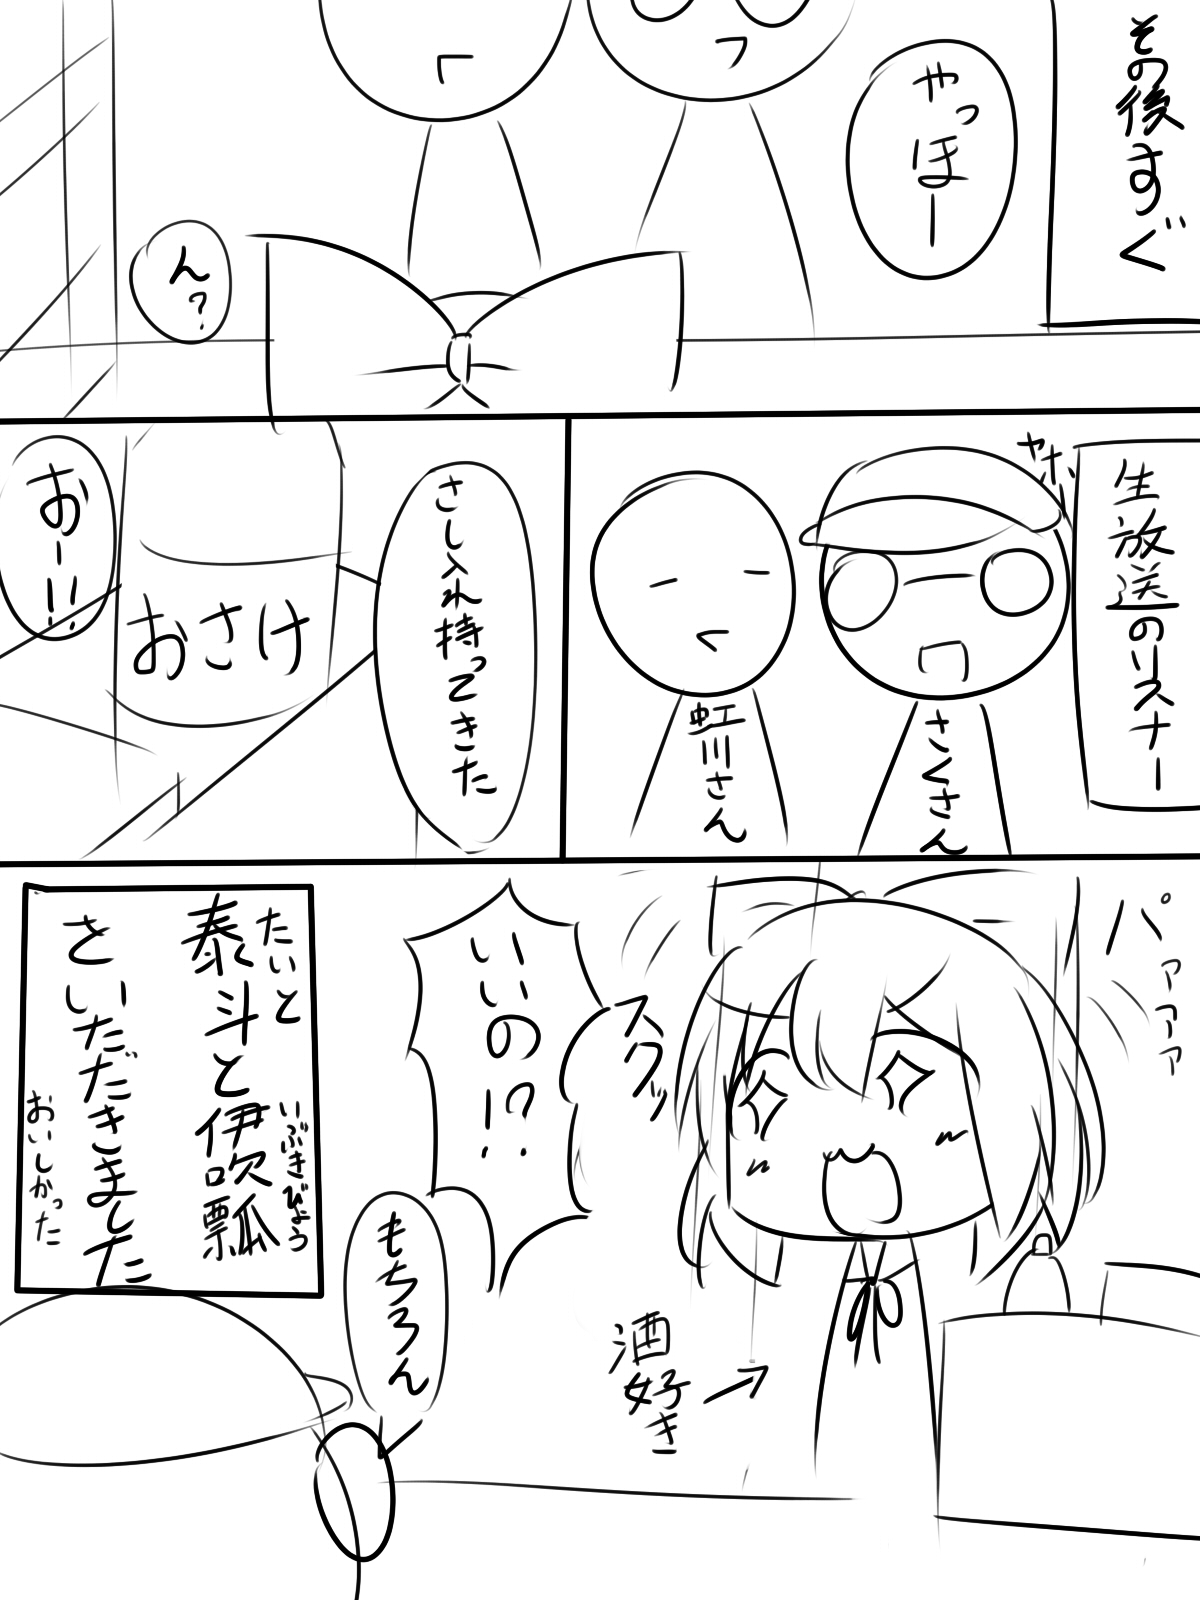 その後すぐ
やっほー
ん?
生放送のリスナー
ヤホー
さくさん
虹川さん
さし入れ持ってきた
おさけ
おー!!
パァァァ
スクッ
いいの!?
酒好き
もちろん
たいと
いぶきびょう
泰斗と伊吹瓢
さいただきました
おいしかった